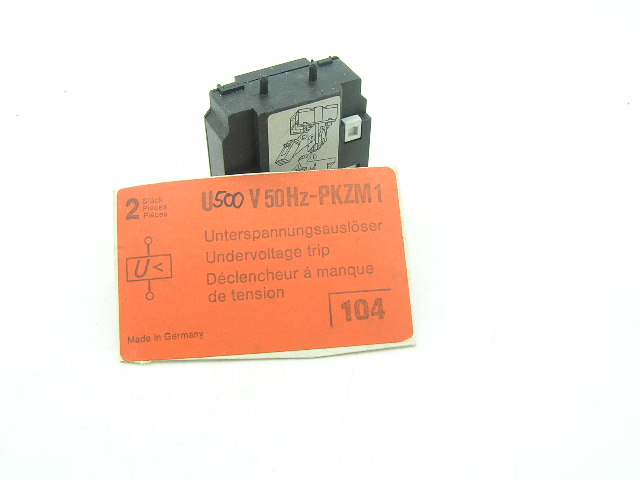 2 Stück
Pieces
Pièces
U500 V 50Hz-PKZM1
U<
Unterspannungsauslöser
Undervoltage trip
Déclencheur à manque
de tension
104
Made in Germany